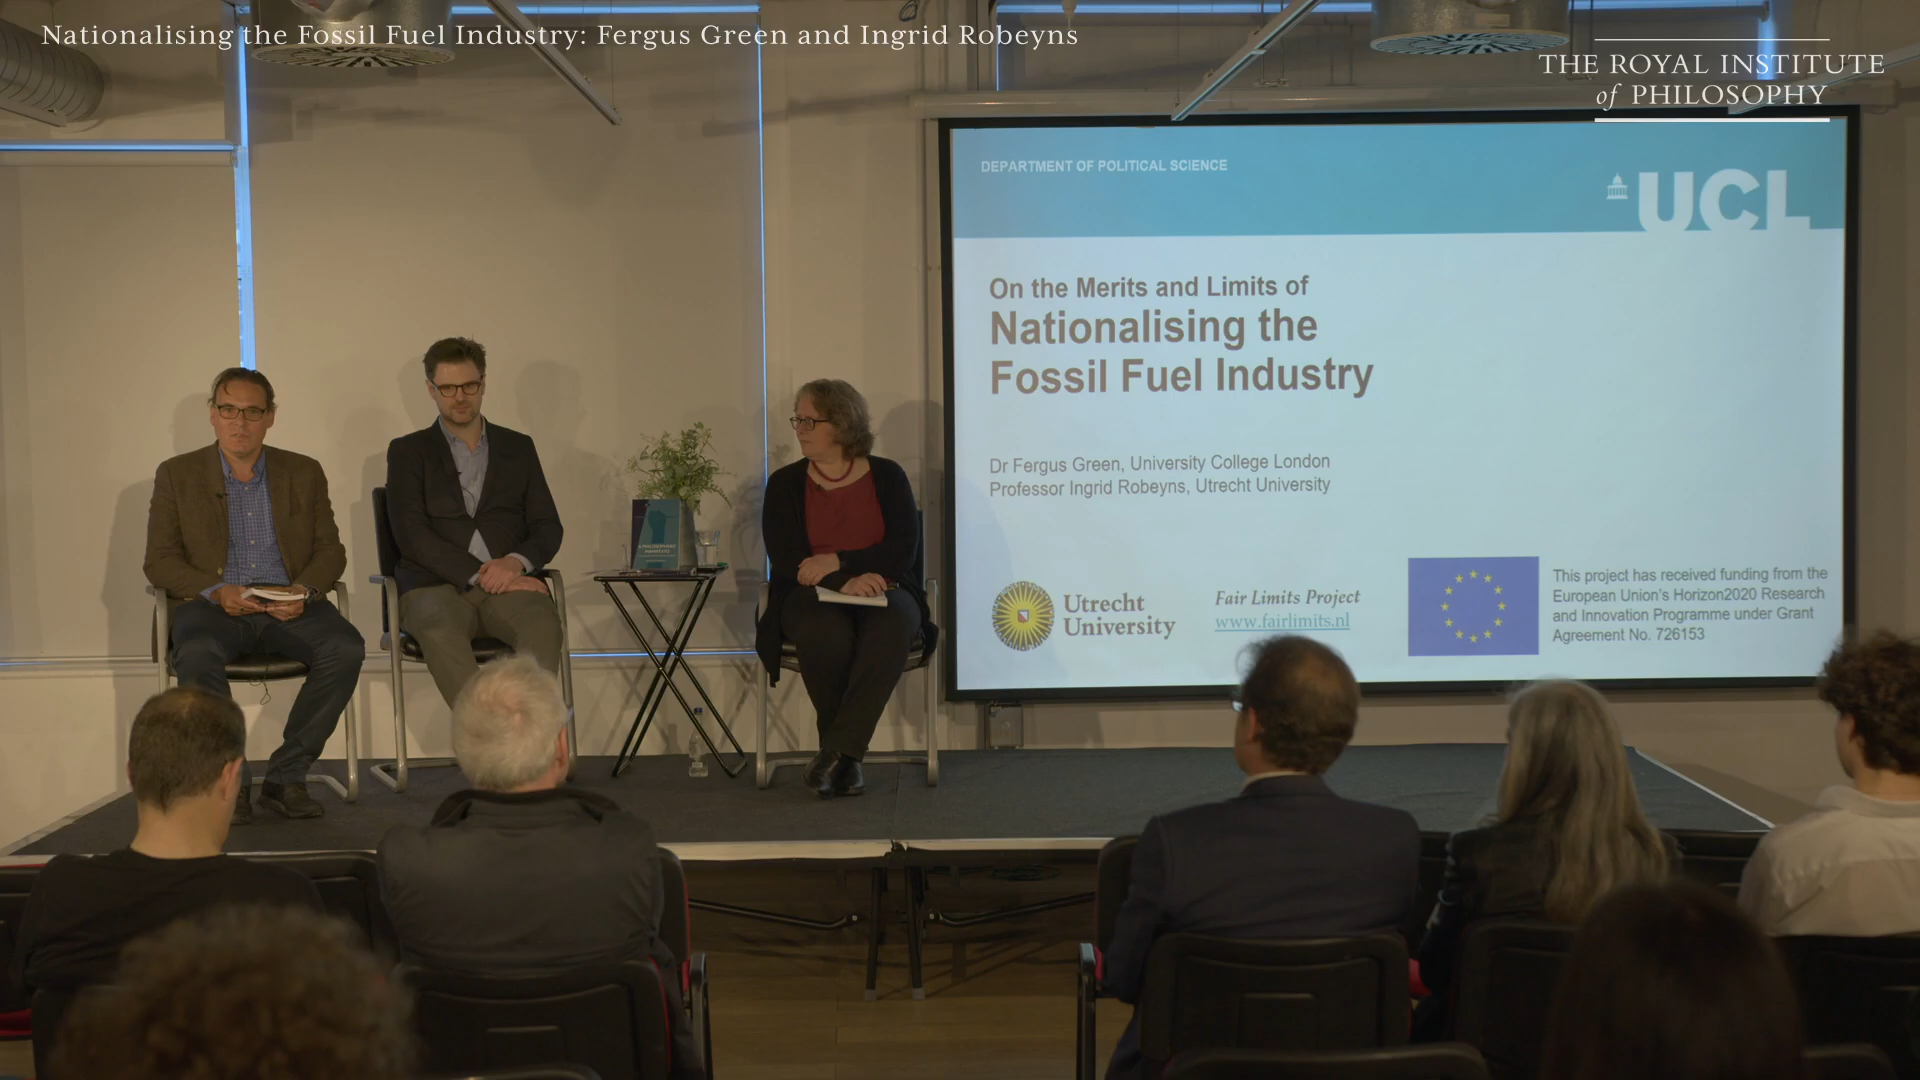 Nationalising the Fossil Fuel Industry: Fergus Green and Ingrid Robeyns
THE ROYAL INSTITUTE
of PHILOSOPHY
DEPARTMENT OF POLITICAL SCIENCE
UCL
On the Merits and Limits of
Nationalising the
Fossil Fuel Industry
Dr Fergus Green, University College London
Professor Ingrid Robeyns, Utrecht University
Utrecht
University
Fair Limits Project
www.fairlimits.nl
This project has received funding from the
European Union's Horizon2020 Research
and Innovation Programme under Grant
Agreement No. 726153